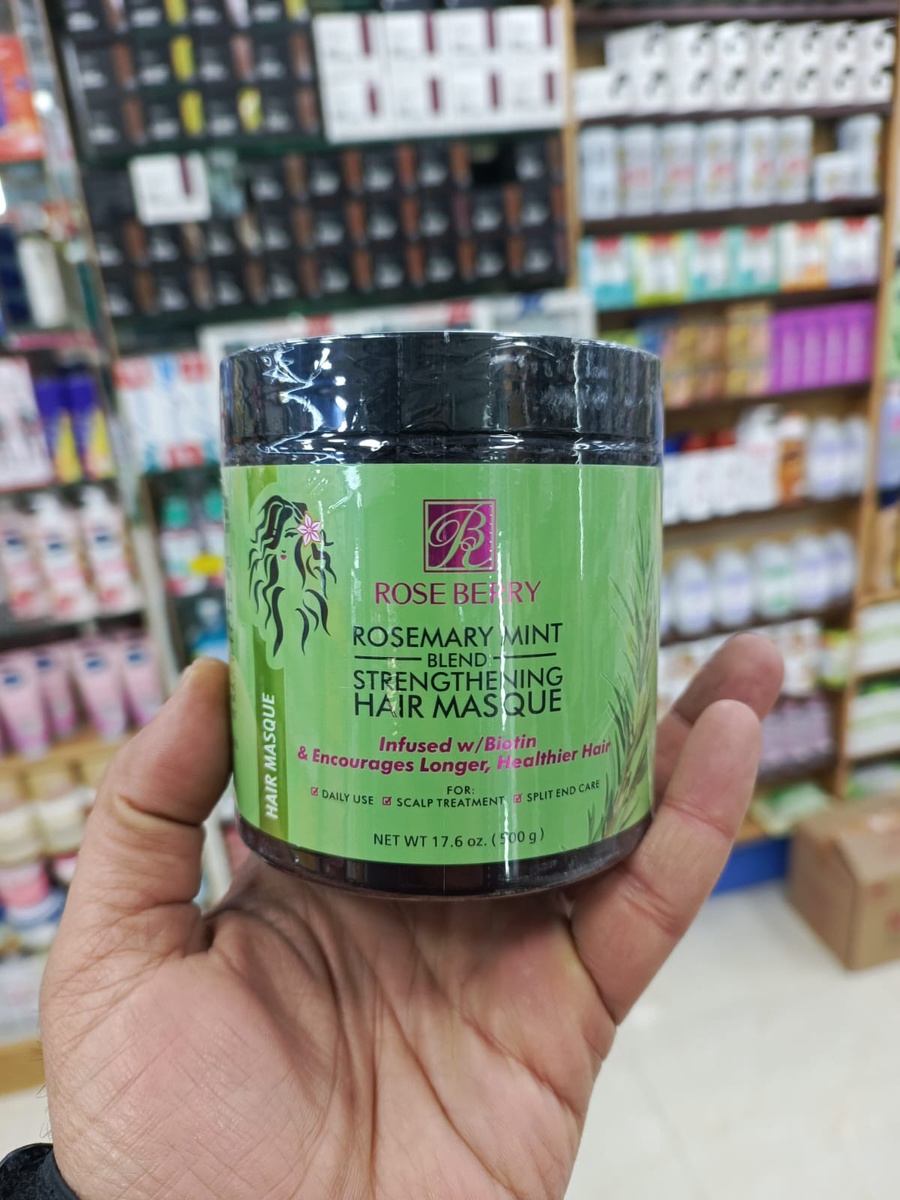 R
ROSE BERRY
ROSEMARY MINT
BLEND
STRENGTHENING
HAIR MASQUE
Infused w/Biotin
& Encourages Longer, Healthier Hair
FOR:
DAILY USE SCALP TREATMENT SPLIT END CARE
NET WT 17.6 oz. ( 500 g )
HAIR MASQUE